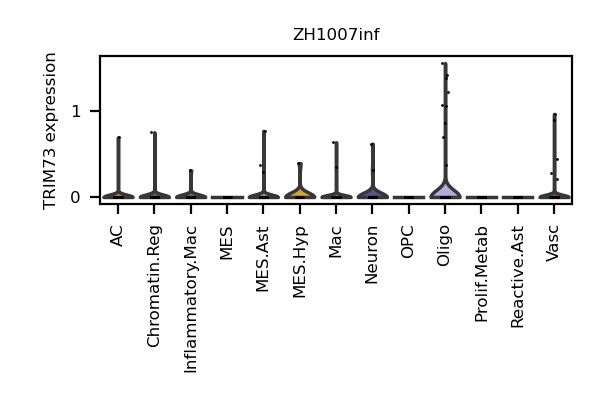 ZH1007inf
TRIM73 expression
1
0
AC
Chromatin.Reg
Inflammatory.Mac
MES
MES.Ast
MES.Hyp
Mac
Neuron
OPC
Oligo
Prolif.Metab
Reactive.Ast
Vasc